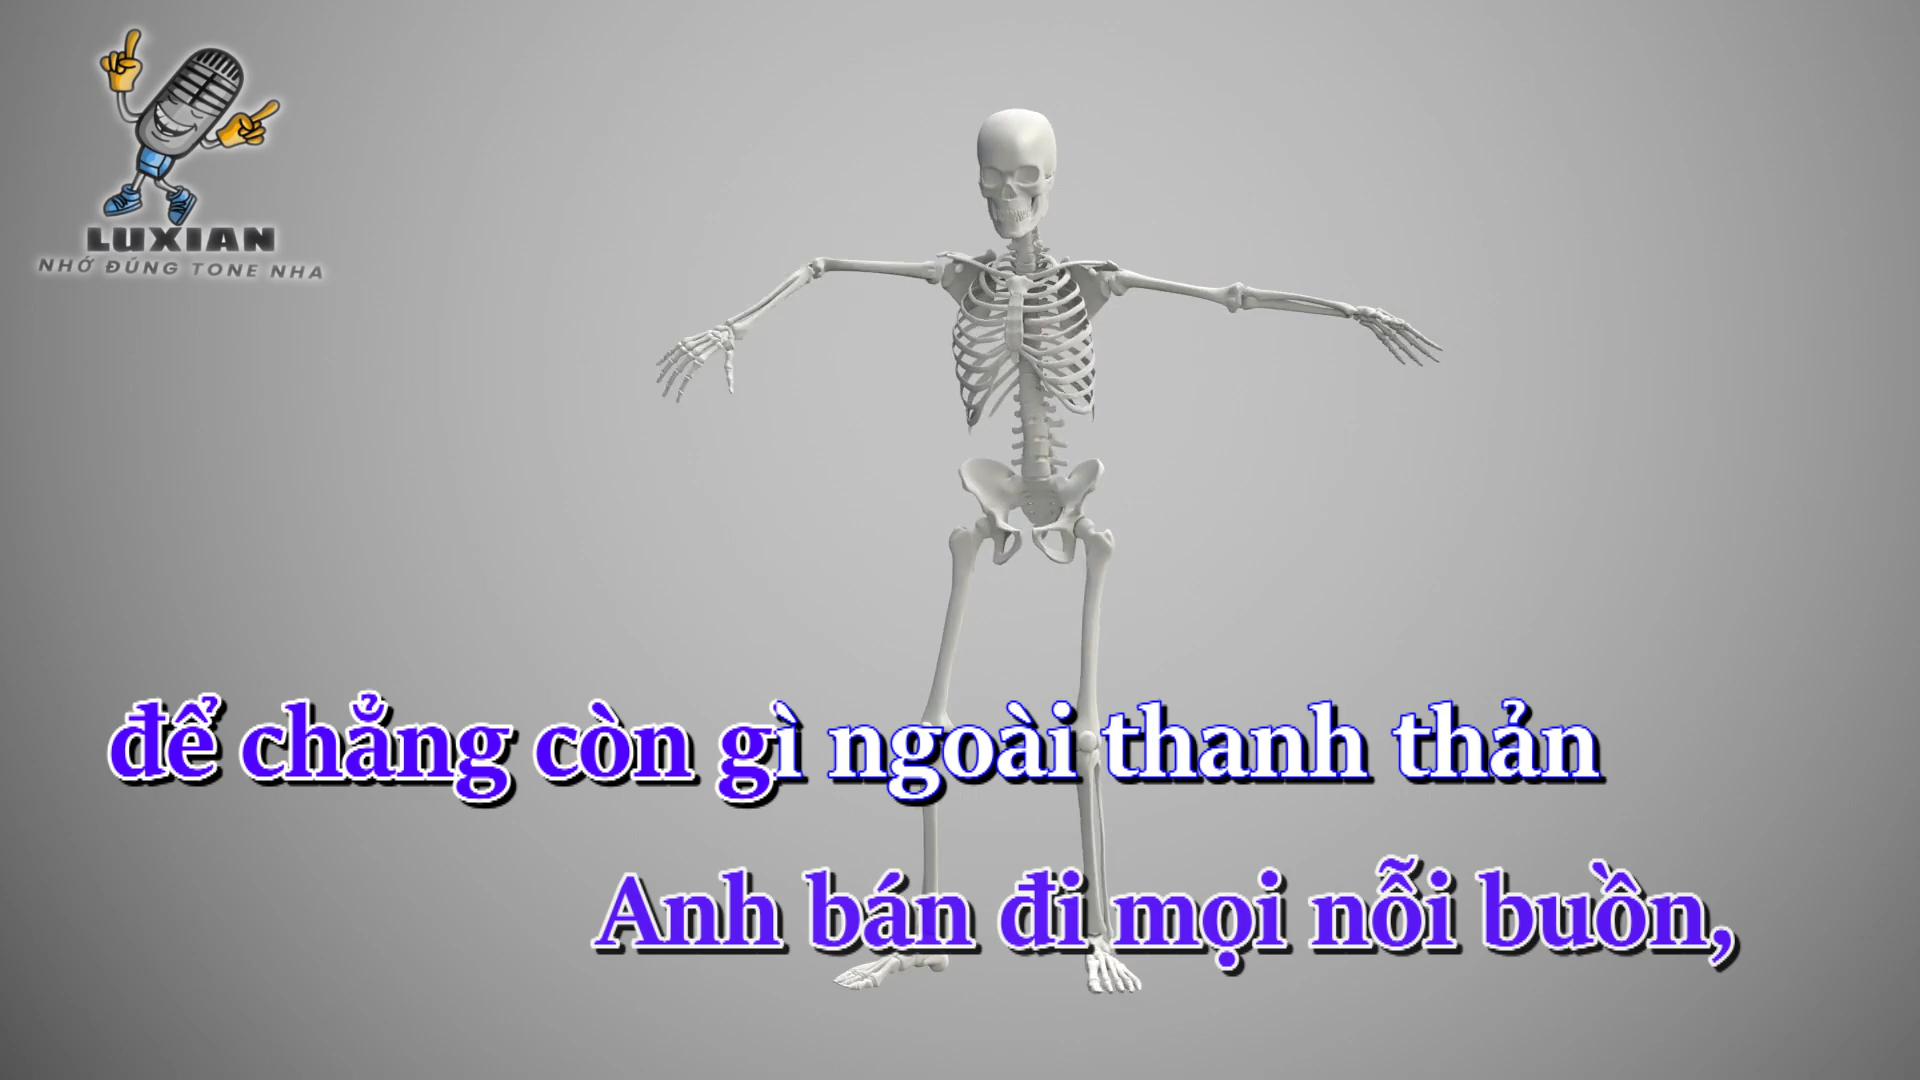 LUXIAN
NHỚ ĐÚNG TONE NHA
để chẳng còn gì ngoài thanh thản
Anh bán đi mọi nỗi buồn,